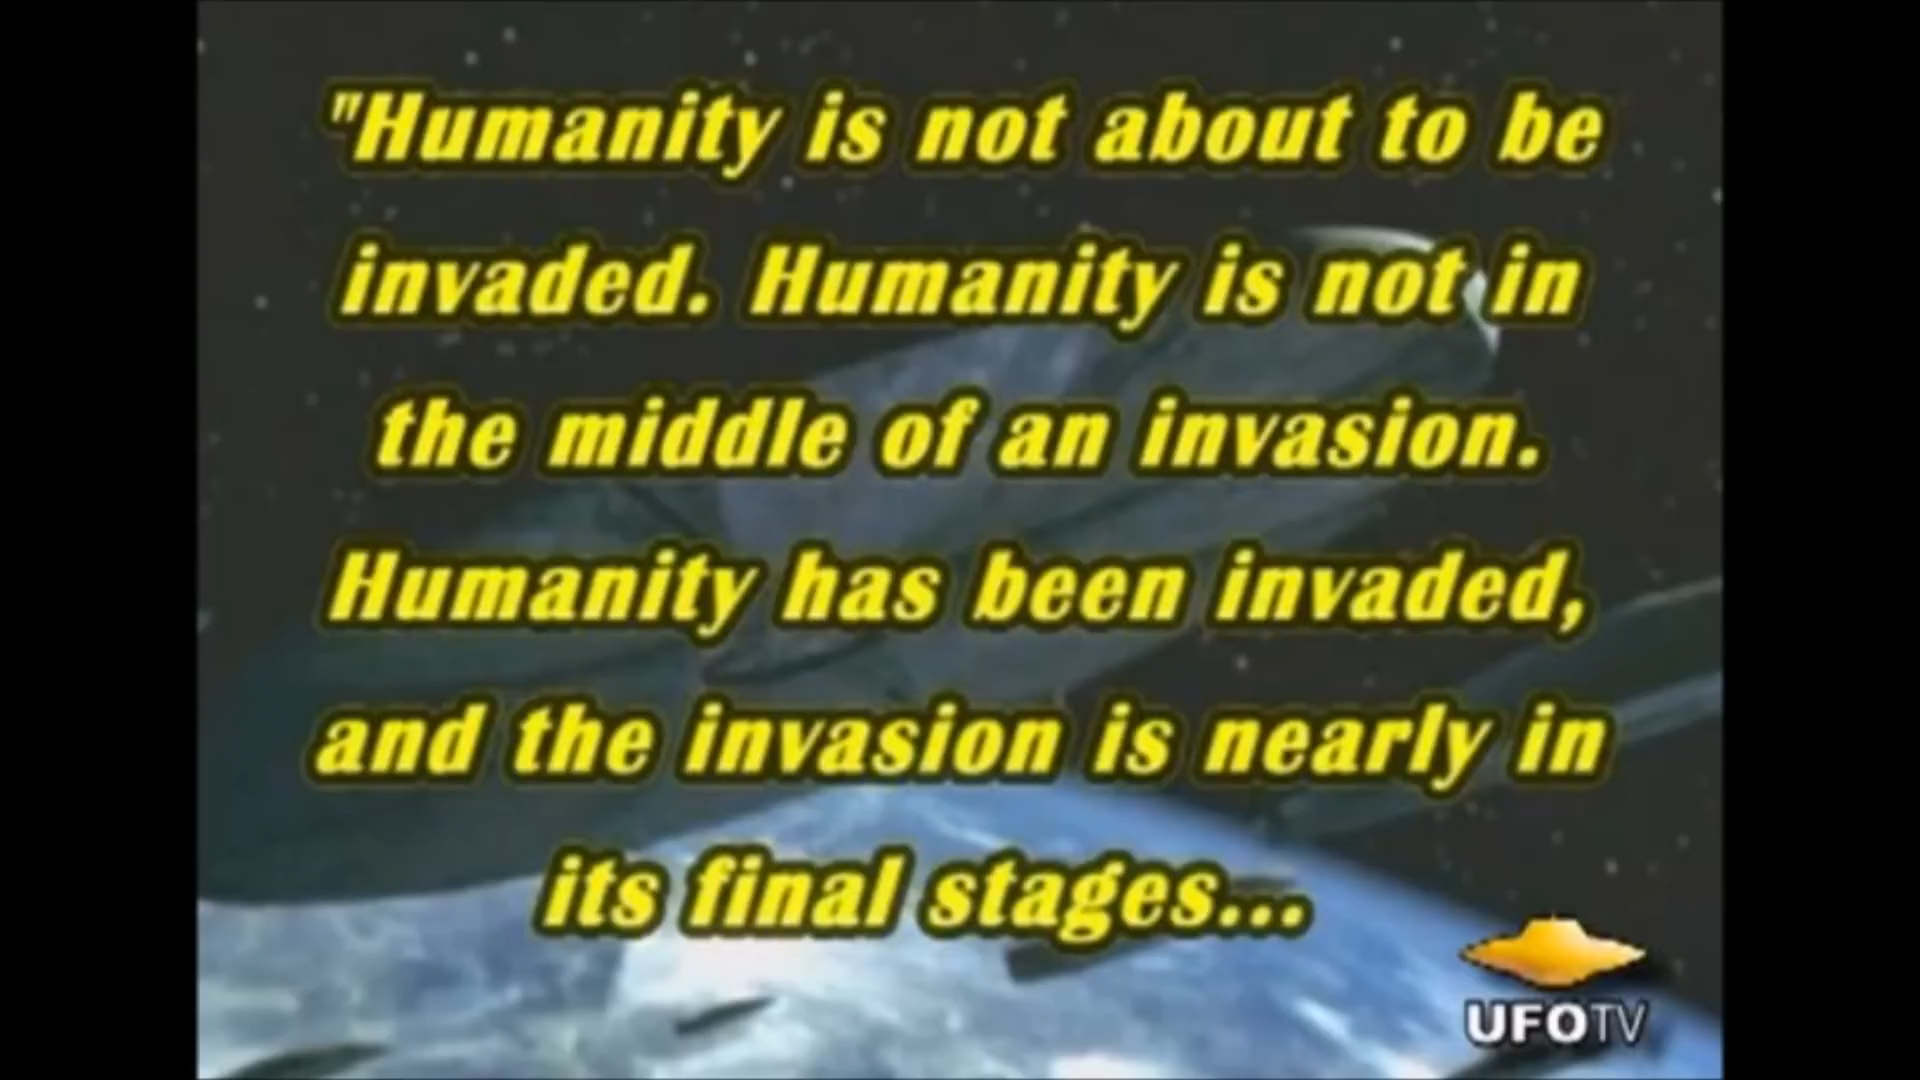 "Humanity is not about to be
invaded. Humanity is not in
the middle of an invasion.
Humanity has been invaded,
and the invasion is nearly in
its final stages...
UFOTV